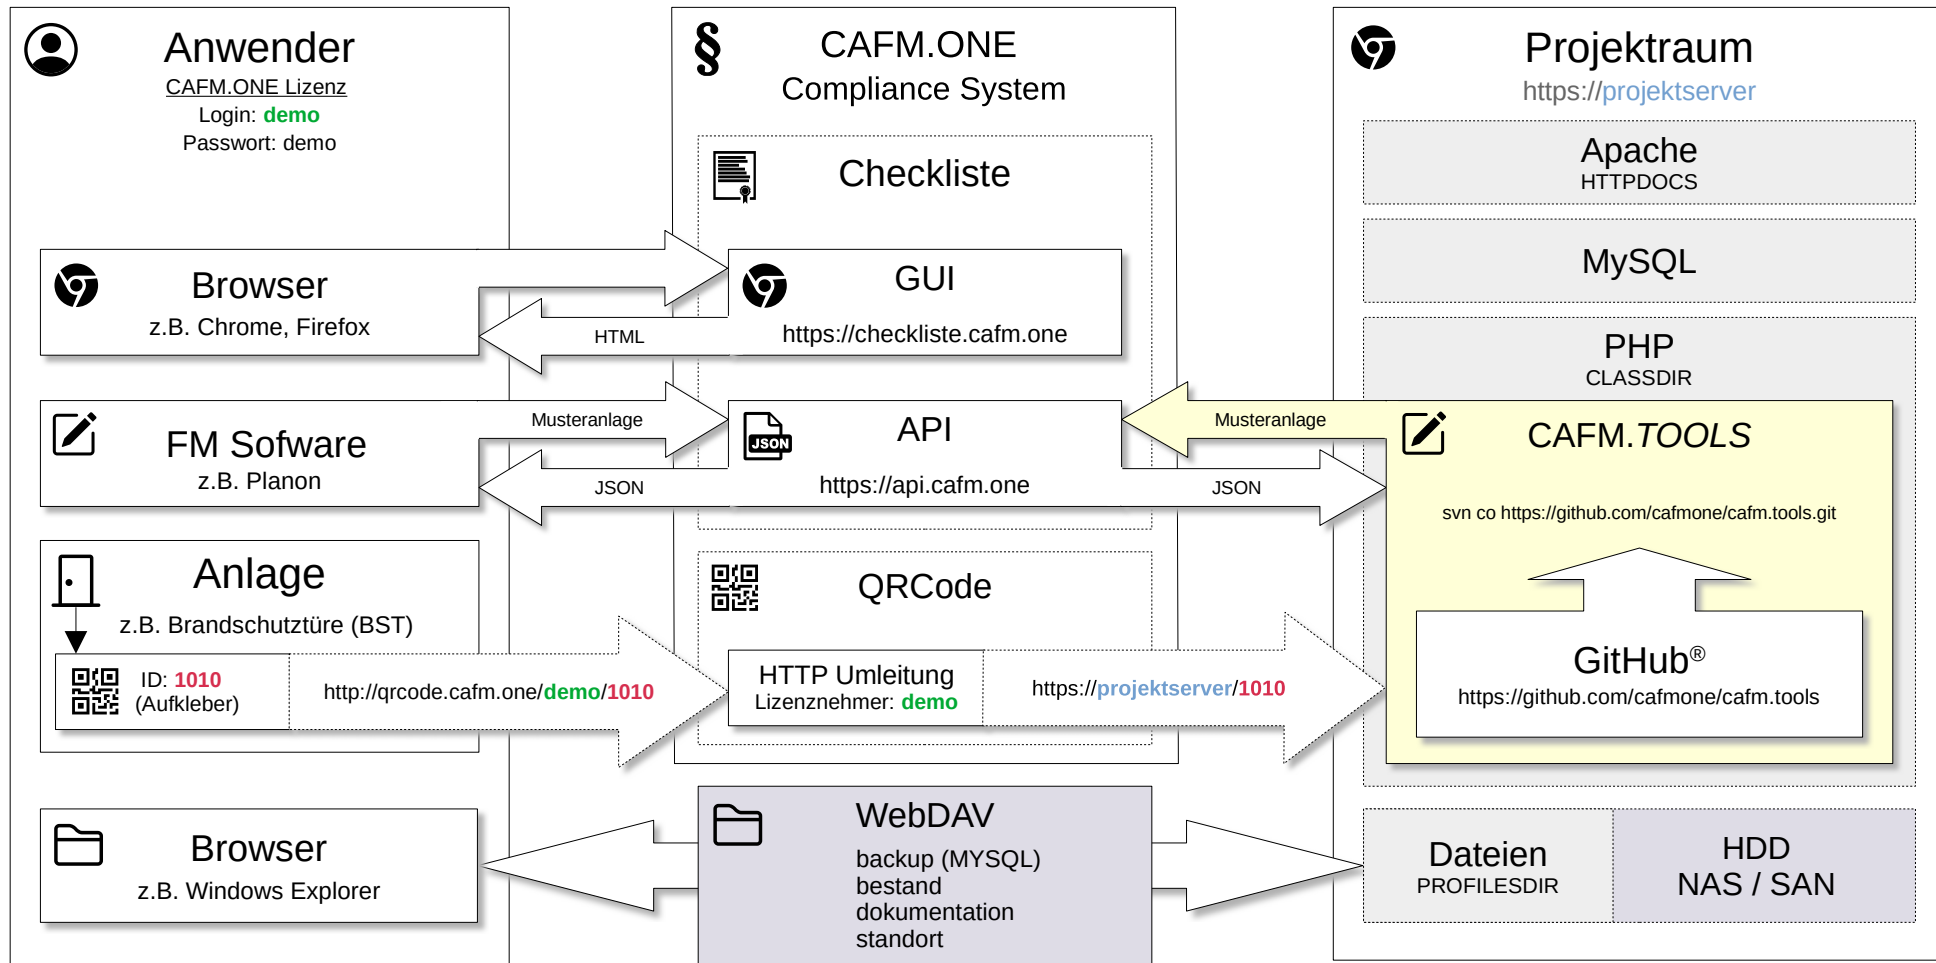 Anwender
CAFM.ONE Lizenz
Login: demo
Passwort: demo
Browser
z.B. Chrome, Firefox
HTML
FM Sofware
z.B. Planon
Musteranlage
JSON
Anlage
z.B. Brandschutztüre (BST)
ID: 1010
(Aufkleber)
http://qrcode.cafm.one/demo/1010
Browser
z.B. Windows Explorer
§
CAFM.ONE
Compliance System
Checkliste
GUI
https://checkliste.cafm.one
JSON
API
https://api.cafm.one
Musteranlage
JSON
QRCode
HTTP Umleitung
Lizenznehmer: demo
https://projektserver/1010
WebDAV
backup (MYSQL)
bestand
dokumentation
standort
Projektraum
https://projektserver
Apache
HTTPDOCS
MySQL
PHP
CLASSDIR
CAFM.TOOLS
svn co https://github.com/cafmone/cafm.tools.git
GitHub®
https://github.com/cafmone/cafm.tools
Dateien
PROFILESDIR
HDD
NAS / SAN